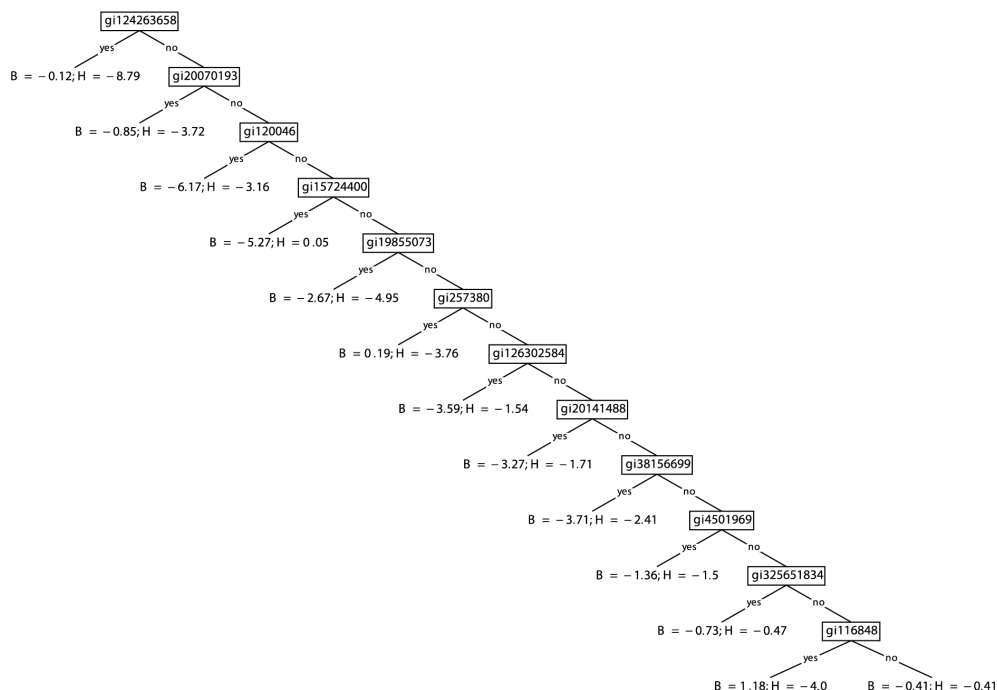 gi124263658
yes no
B = −0.12; H = −8.79 gi20070193
yes no
B = −0.85; H = −3.72 gi120046
yes no
B = −6.17; H = −3.16 gi15724400
yes no
B = −5.27; H = 0.05 gi19855073
yes no
B = −2.67; H = −4.95 gi257380
yes no
B = 0.19; H = −3.76 gi126302584
yes no
B = −3.59; H = −1.54 gi20141488
yes no
B = −3.27; H = −1.71 gi38156699
yes no
B = −3.71; H = −2.41 gi4501969
yes no
B = −1.36; H = −1.5 gi325651834
yes no
B = −0.73; H = −0.47 gi116848
yes no
B = 1.18; H = −4.0 B = −0.41; H = −0.41